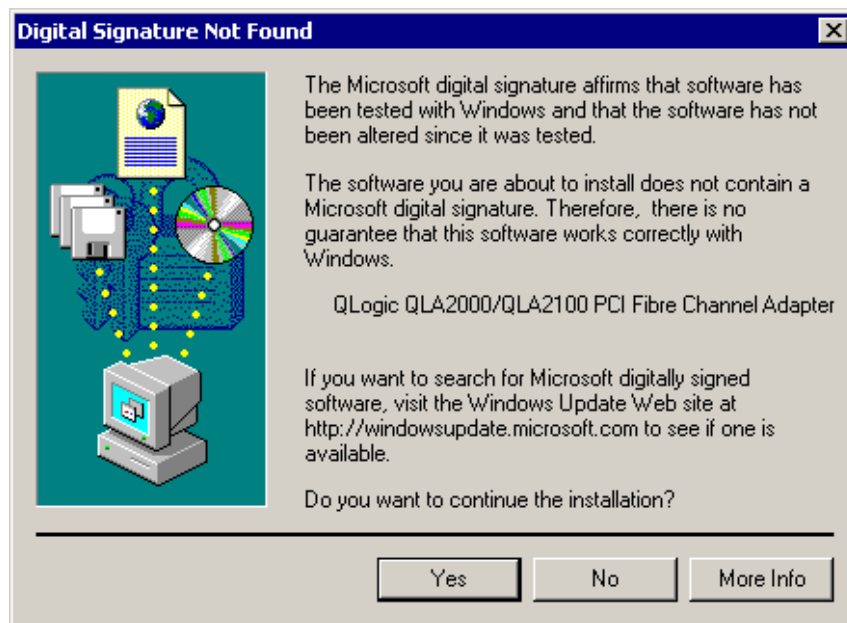 Digital Signature Not Found
The Microsoft digital signature affirms that software has
been tested with Windows and that the software has not
been altered since it was tested.
The software you are about to install does not contain a
Microsoft digital signature. Therefore,  there is no
guarantee that this software works correctly with
Windows.
QLogic QLA2000/QLA2100 PCI Fibre Channel Adapter
If you want to search for Microsoft digitally signed
software, visit the Windows Update Web site at
http://windowsupdate.microsoft.com to see if one is
available.
Do you want to continue the installation?
Yes No More Info